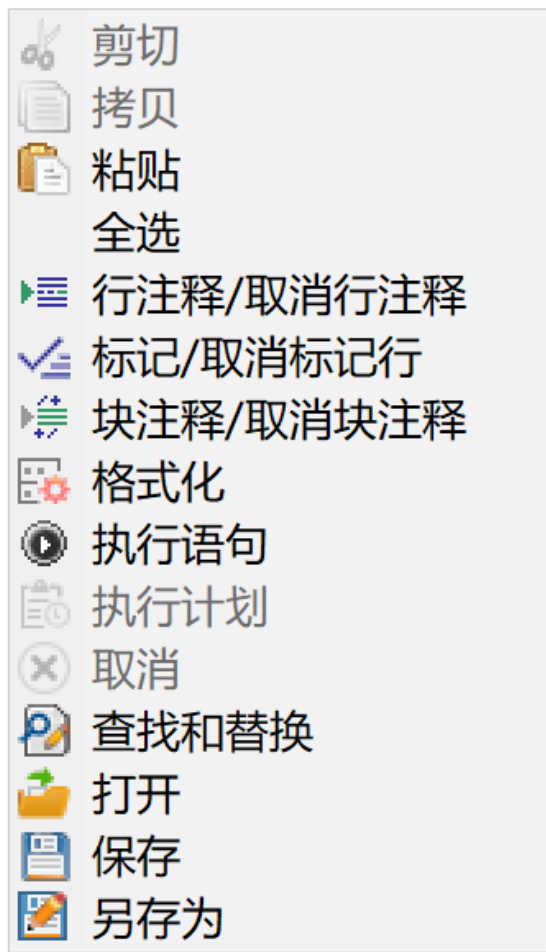 剪切
拷贝
粘贴
全选
行注释/取消行注释
标记/取消标记行
块注释/取消块注释
格式化
执行语句
执行计划
取消
查找和替换
打开
保存
另存为